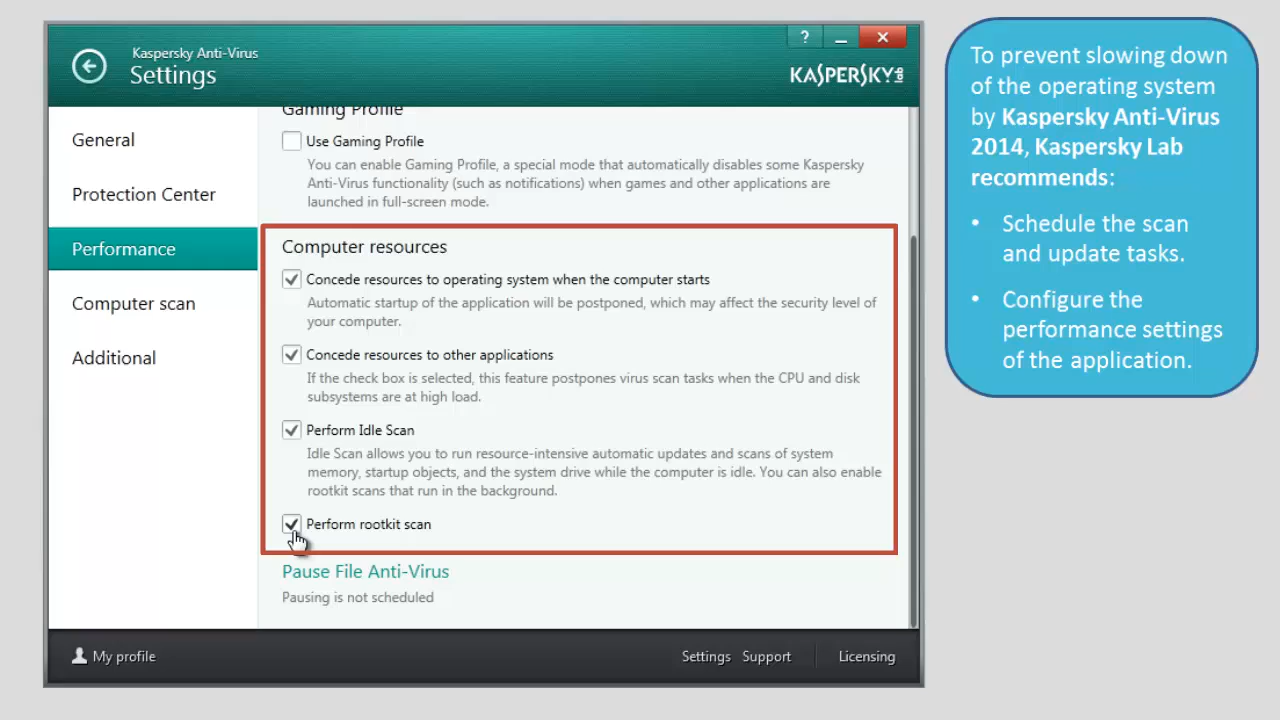 Kaspersky Anti-Virus
Settings
?
KASPERSKY LAB
General
Protection Center
Performance
Computer scan
Additional
Gaming Profile
Use Gaming Profile
You can enable Gaming Profile, a special mode that automatically disables some Kaspersky
Anti-Virus functionality (such as notifications) when games and other applications are
launched in full-screen mode.
Computer resources
Concede resources to operating system when the computer starts
Automatic startup of the application will be postponed, which may affect the security level of
your computer.
Concede resources to other applications
If the check box is selected, this feature postpones virus scan tasks when the CPU and disk
subsystems are at high load.
Perform Idle Scan
Idle Scan allows you to run resource-intensive automatic updates and scans of system
memory, startup objects, and the system drive while the computer is idle. You can also enable
rootkit scans that run in the background.
Perform rootkit scan
Pause File Anti-Virus
Pausing is not scheduled
My profile
Settings Support Licensing
To prevent slowing down
of the operating system
by Kaspersky Anti-Virus
2014, Kaspersky Lab
recommends:
• Schedule the scan
and update tasks.
• Configure the
performance settings
of the application.